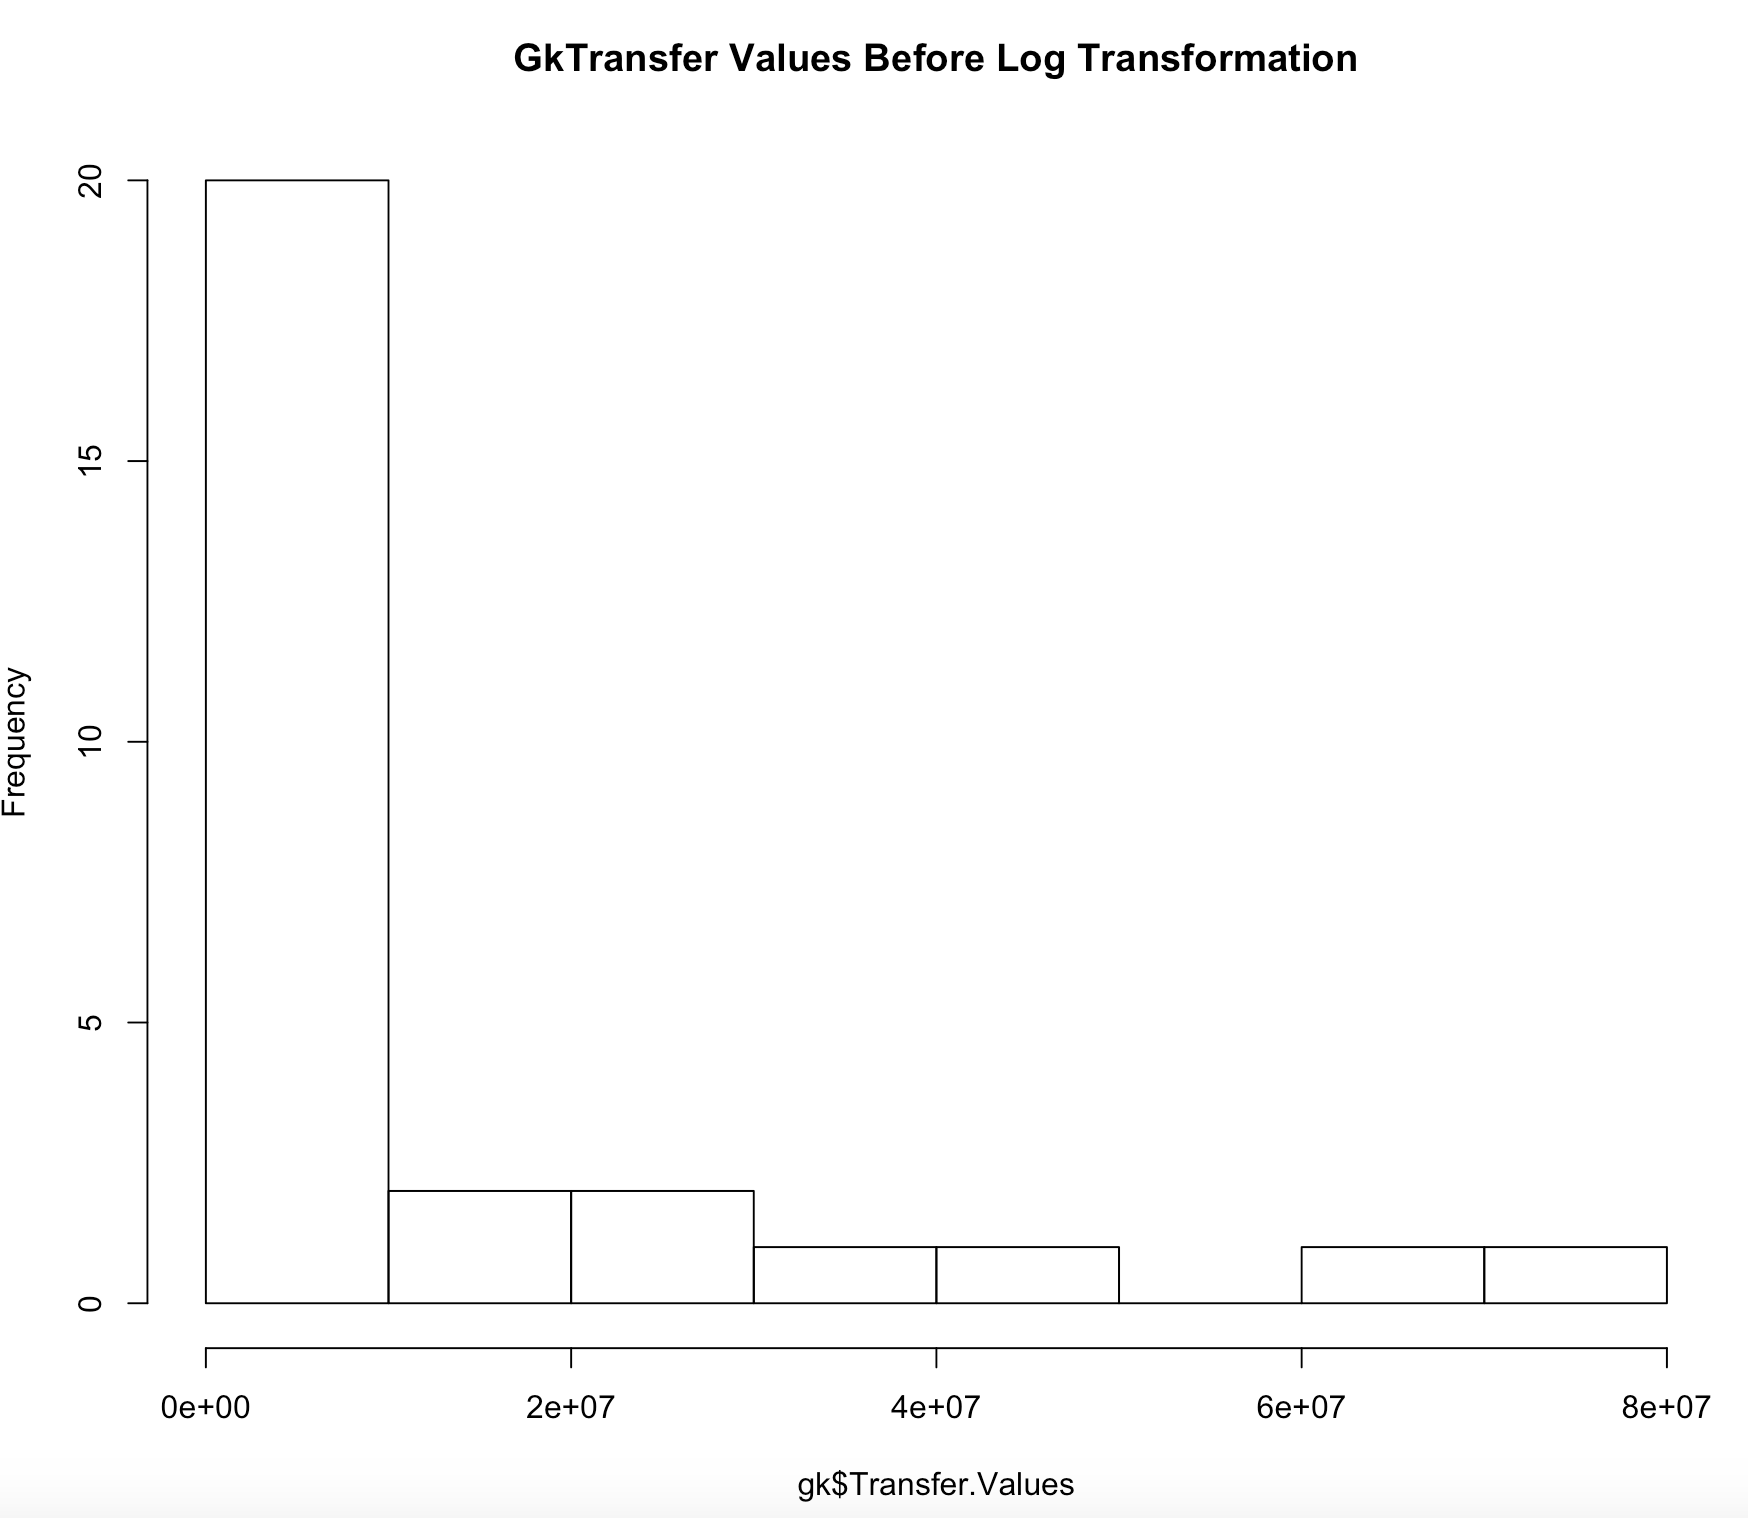 GkTransfer Values Before Log Transformation
20
15
10
5
0
Frequency
0e+00 2e+07 4e+07 6e+07 8e+07
gk$Transfer.Values